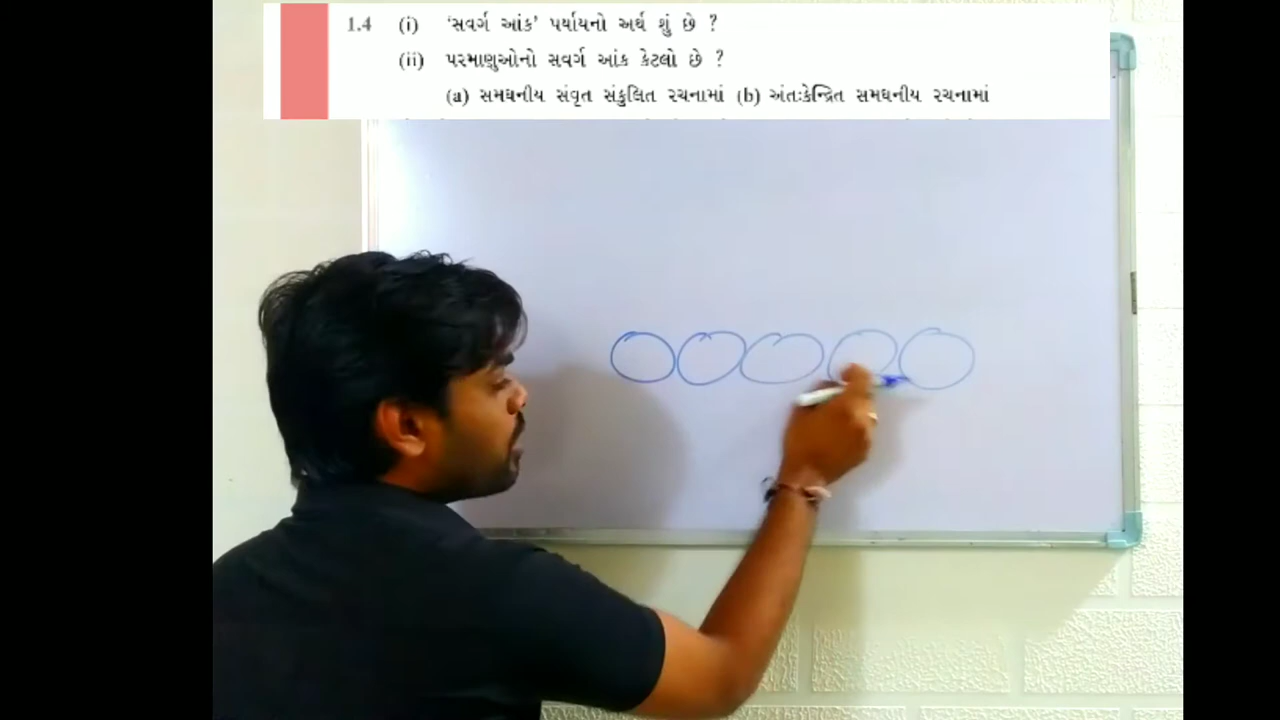 1.4 (i) 'સવર્ગ આંક' પર્યાયનો અર્થ શું છે ?
(ii) પરમાણુઓનો સવર્ગ આંક કેટલો છે ?
(a) સમઘનીય સંવૃત સંકુલિત રચનામાં (b) અંતઃકેન્દ્રિત સમઘનીય રચનામાં